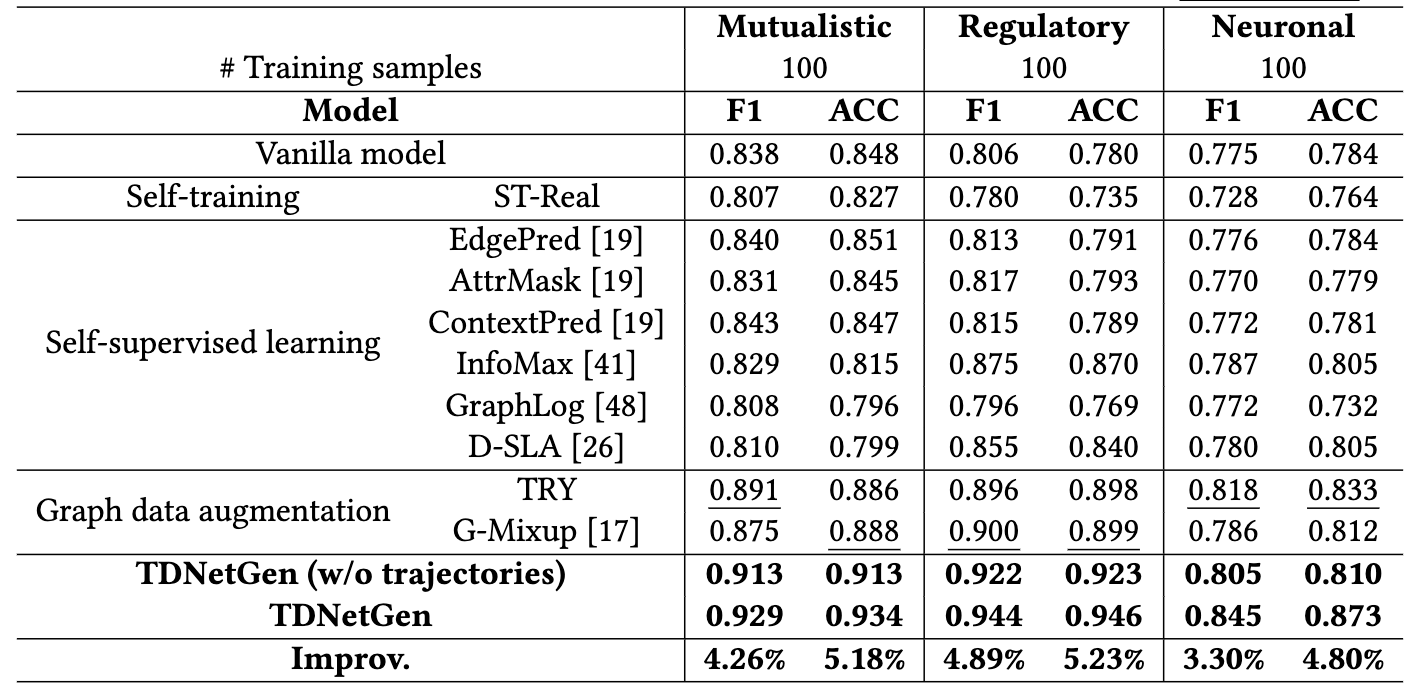 Mutualistic Regulatory Neuronal
# Training samples 100 100 100
Model F1 ACC F1 ACC F1 ACC
Vanilla model 0.838 0.848 0.806 0.780 0.775 0.784
Self-training ST-Real 0.807 0.827 0.780 0.735 0.728 0.764
EdgePred [19] 0.840 0.851 0.813 0.791 0.776 0.784
AttrMask [19] 0.831 0.845 0.817 0.793 0.770 0.779
ContextPred [19] 0.843 0.847 0.815 0.789 0.772 0.781
Self-supervised learning
InfoMax [41] 0.829 0.815 0.875 0.870 0.787 0.805
GraphLog [48] 0.808 0.796 0.796 0.769 0.772 0.732
D-SLA [26] 0.810 0.799 0.855 0.840 0.780 0.805
TRY 0.891 0.886 0.896 0.898 0.818 0.833
Graph data augmentation
G-Mixup [17] 0.875 0.888 0.900 0.899 0.786 0.812
TDNetGen (w/o trajectories) 0.913 0.913 0.922 0.923 0.805 0.810
TDNetGen 0.929 0.934 0.944 0.946 0.845 0.873
Improv. 4.26% 5.18% 4.89% 5.23% 3.30% 4.80%